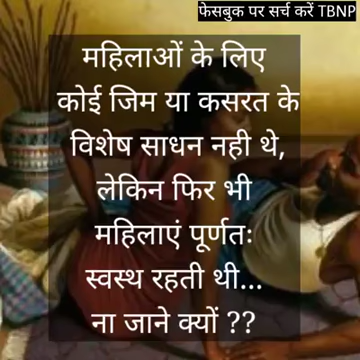 फेसबुक पर सर्च करें TBNP
महिलाओं के लिए
कोई जिम या कसरत के
विशेष साधन नही थे,
लेकिन फिर भी
महिलाएं पूर्णतः
स्वस्थ रहती थी...
ना जाने क्यों ??